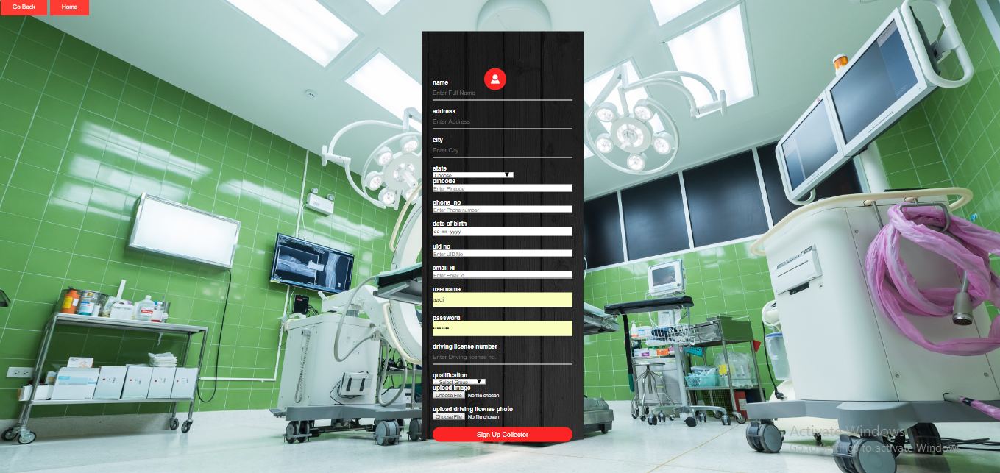 Go Back
Home
name
Enter Full Name
address
Enter Address
city
Enter City
state
Choose...
pincode
Enter Pincode
phone_no
Enter Phone number
date of birth
dd-mm-yyyy
uid no
Enter UID No
email id
Enter Email Id
username
aadi
password
••••••••
driving license number
Enter Driving license no.
qualification
-- Select Group --
upload image
Choose File No file chosen
upload driving license photo
Choose File No file chosen
Sign Up Collector
Activate Windows
Go to Settings to activate Windows.